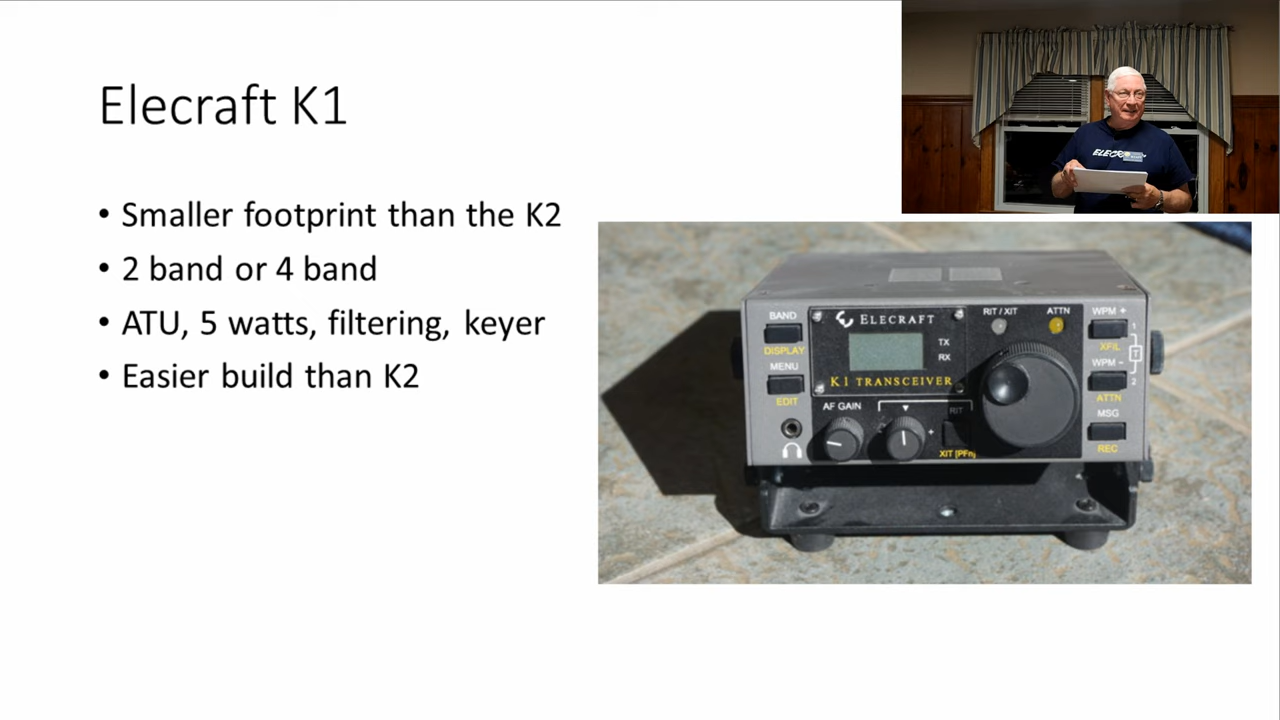 Elecraft K1
• Smaller footprint than the K2
• 2 band or 4 band
• ATU, 5 watts, filtering, keyer
• Easier build than K2
BAND
DISPLAY
MENU
EDIT
ELECRAFT
TX
RX
K1 TRANSCEIVER
AF GAIN
RIT
XIT [PFn]
RIT / XIT
ATTN
WPM +
XFIL
WPM -
ATTN
MSG
REC
1
T
2
- +